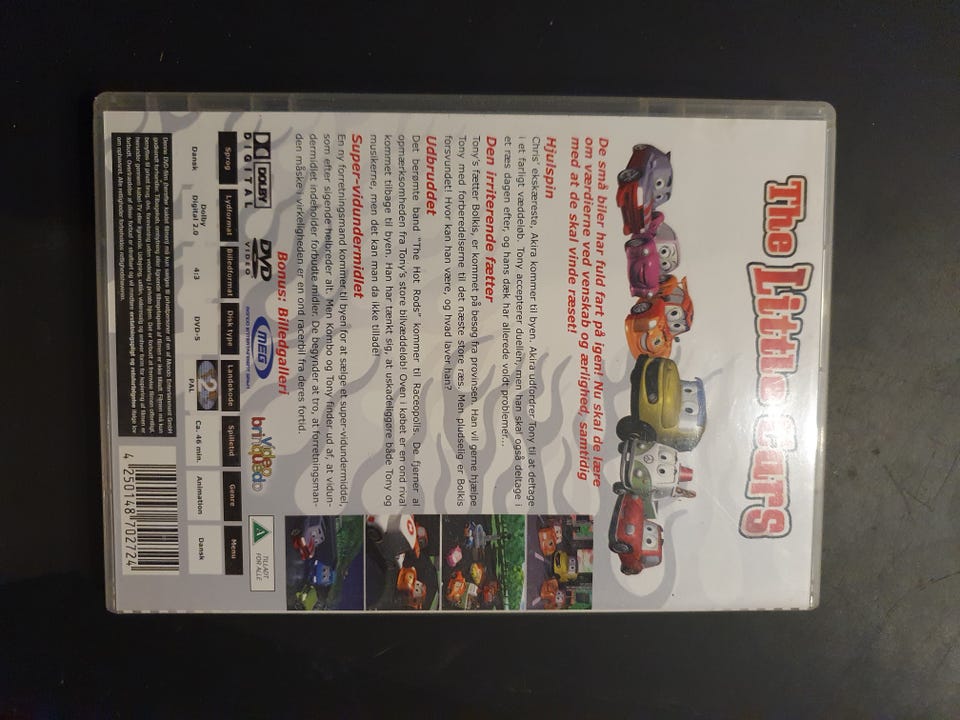 The Little Cars
De små biler har fuld fart på igen! Nu skal de lære
om værdierne ved venskab og ærlighed, samtidig
med at de skal vinde ræset!
Hjulspin
Chris' ekskæreste, Akira kommer til byen. Akira udfordrer Tony til at deltage
i et farligt væddeløb. Tony accepterer duellen, men han skal også deltage i
et ræs dagen efter, og hans dæk har allerede voldt problemer...
Den irriterende fætter
Tony's fætter Bolkis, er kommet på besøg fra provinsen. Han vil gerne hjælpe
Tony med forberedelserne til det næste store ræs. Men pludselig er Bolkis
forsvundet! Hvor kan han være, og hvad laver han?
Udbruddet
Det berømte band "The Hot Rods" kommer til Raceopolis. De fjerner al
opmærksomheden fra Tony's store bilvæddeløb! Oven i købet er en ond rival
kommet tilbage til byen. Han har tænkt sig, at uskadeliggøre både Tony og
musikerne, men det kan man da ikke tillade!
Super-vidundermidlet
En ny forretningsmand kommer til byen for at sælge et super-vidundermiddel,
som efter sigende helbreder alt. Men Kombo og Tony finder ud af, at vidun-
dermidlet indeholder forbudte midler. De begynder at tro, at forretningsman-
den måske i virkeligheden er en ond racerbil fra deres fortid.
Bonus: Billedgalleri
DOLBY
DIGITAL
DVD
VIDEO
MEG
Video
brinquedo
A
TILLADT
FOR ALLE
Sprog Lydformat Billedformat Disk type Landekode Spilletid Genre Menu
Dansk Dolby Digital 2.0 4:3 DVD-5 2 PAL Ca. 46 min. Animation Dansk
4 250148 702724